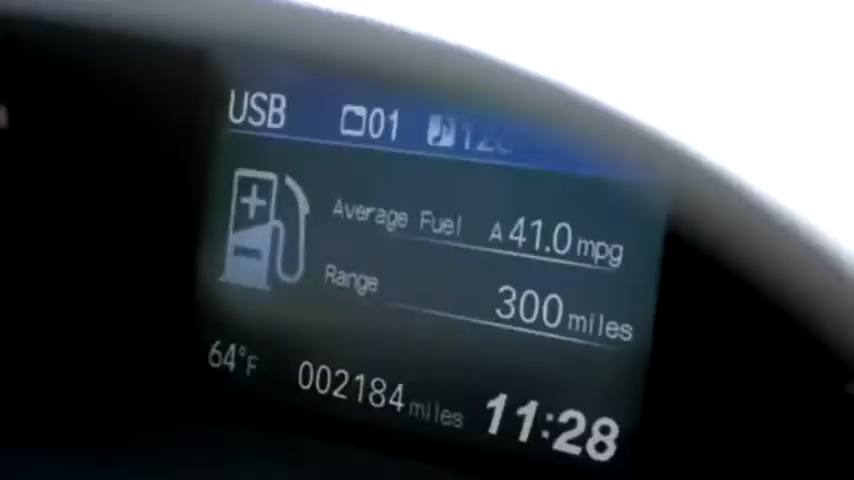 USB 01
Average Fuel A 41.0 mpg
Range 300 miles
64°F 002184 miles 11:28